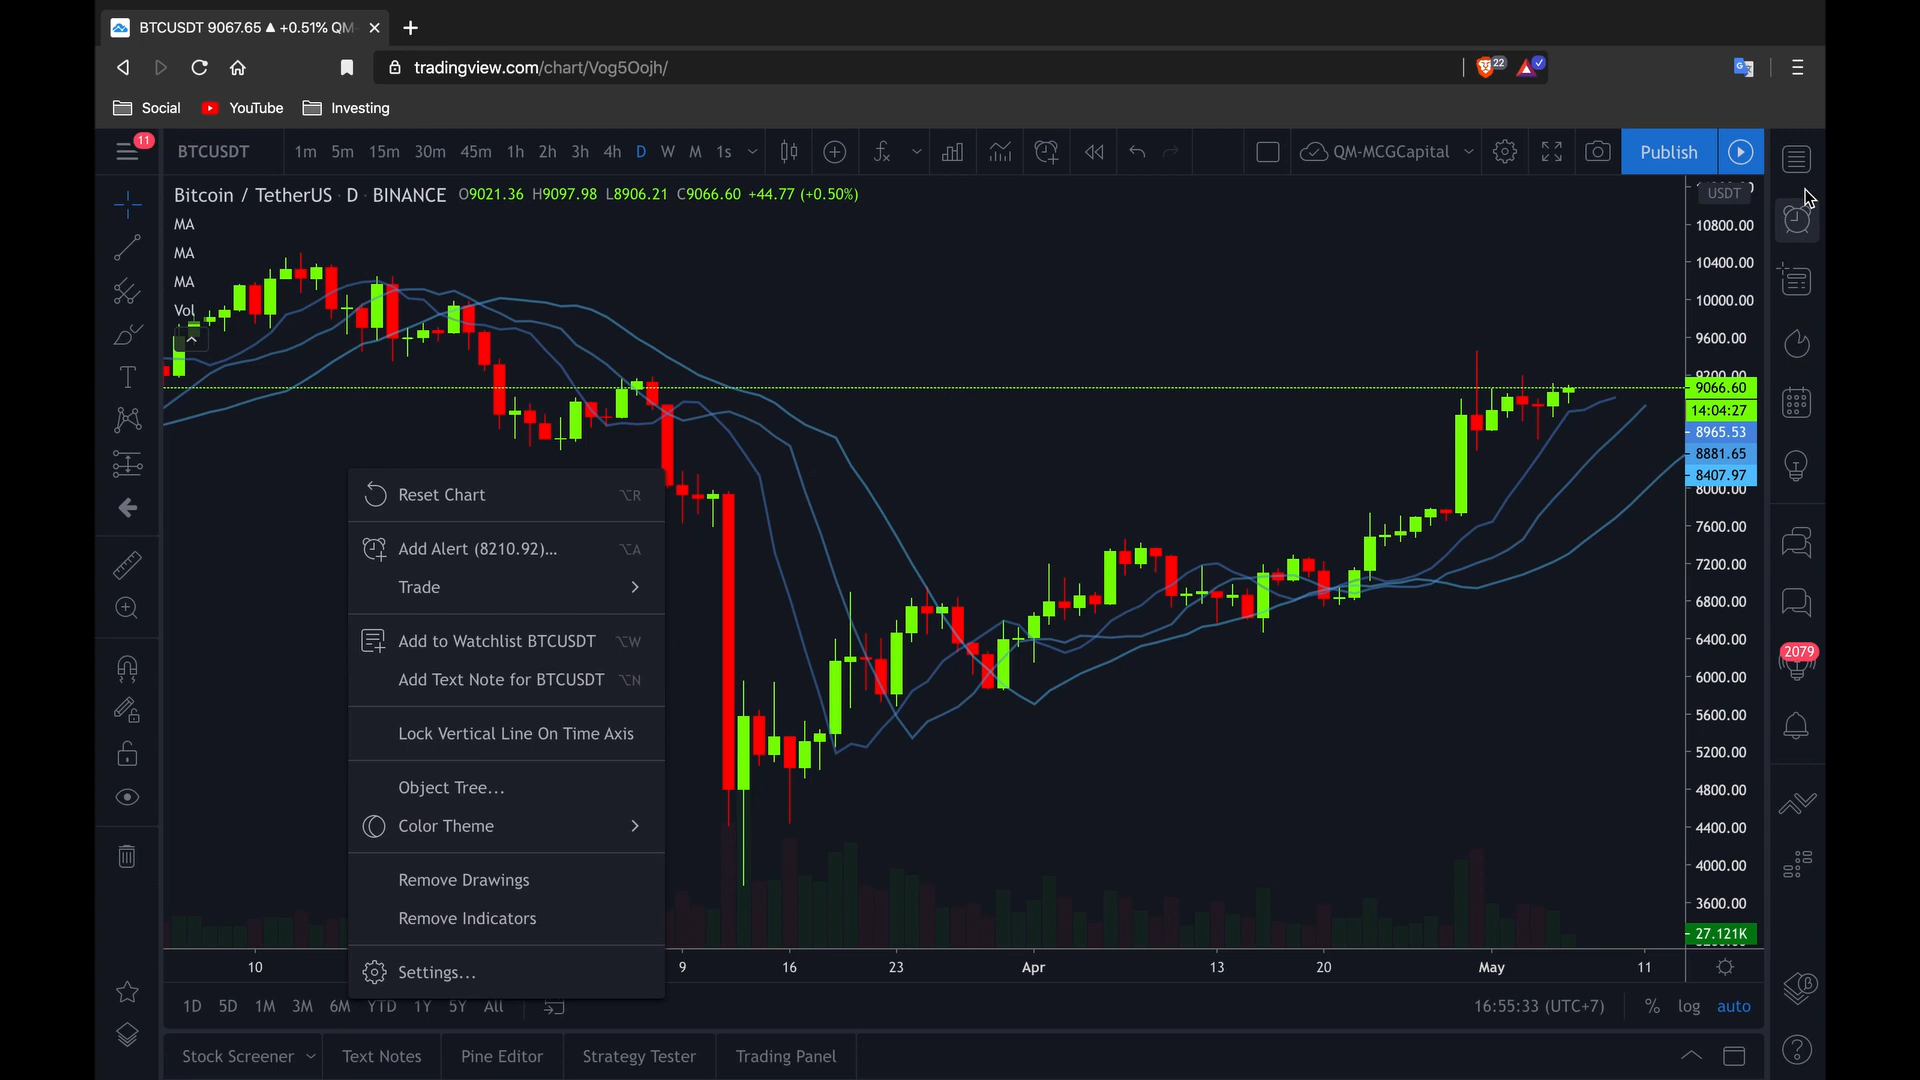 BTCUSDT 9067.65 ▲ +0.51% QM
tradingview.com/chart/Vog5Oojh/
22
Social YouTube Investing
11
BTCUSDT 1m 5m 15m 30m 45m 1h 2h 3h 4h D W M 1s QM-MCGCapital Publish
Bitcoin / TetherUS · D · BINANCE O9021.36 H9097.98 L8906.21 C9066.60 +44.77 (+0.50%)
USDT
MA
MA
MA
Vol
10800.00
10400.00
10000.00
9600.00
9200.00
9066.60
14:04:27
8965.53
8881.65
8407.97
8000.00
7600.00
7200.00
6800.00
6400.00
6000.00
5600.00
5200.00
4800.00
4400.00
4000.00
3600.00
27.121K
2079
Reset Chart ⌥R
Add Alert (8210.92)... ⌥A
Trade
Add to Watchlist BTCUSDT ⌥W
Add Text Note for BTCUSDT ⌥N
Lock Vertical Line On Time Axis
Object Tree...
Color Theme
Remove Drawings
Remove Indicators
Settings...
10 9 16 23 Apr 13 20 May 11
1D 5D 1M 3M 6M YTD 1Y 5Y All 16:55:33 (UTC+7) % log auto
Stock Screener Text Notes Pine Editor Strategy Tester Trading Panel